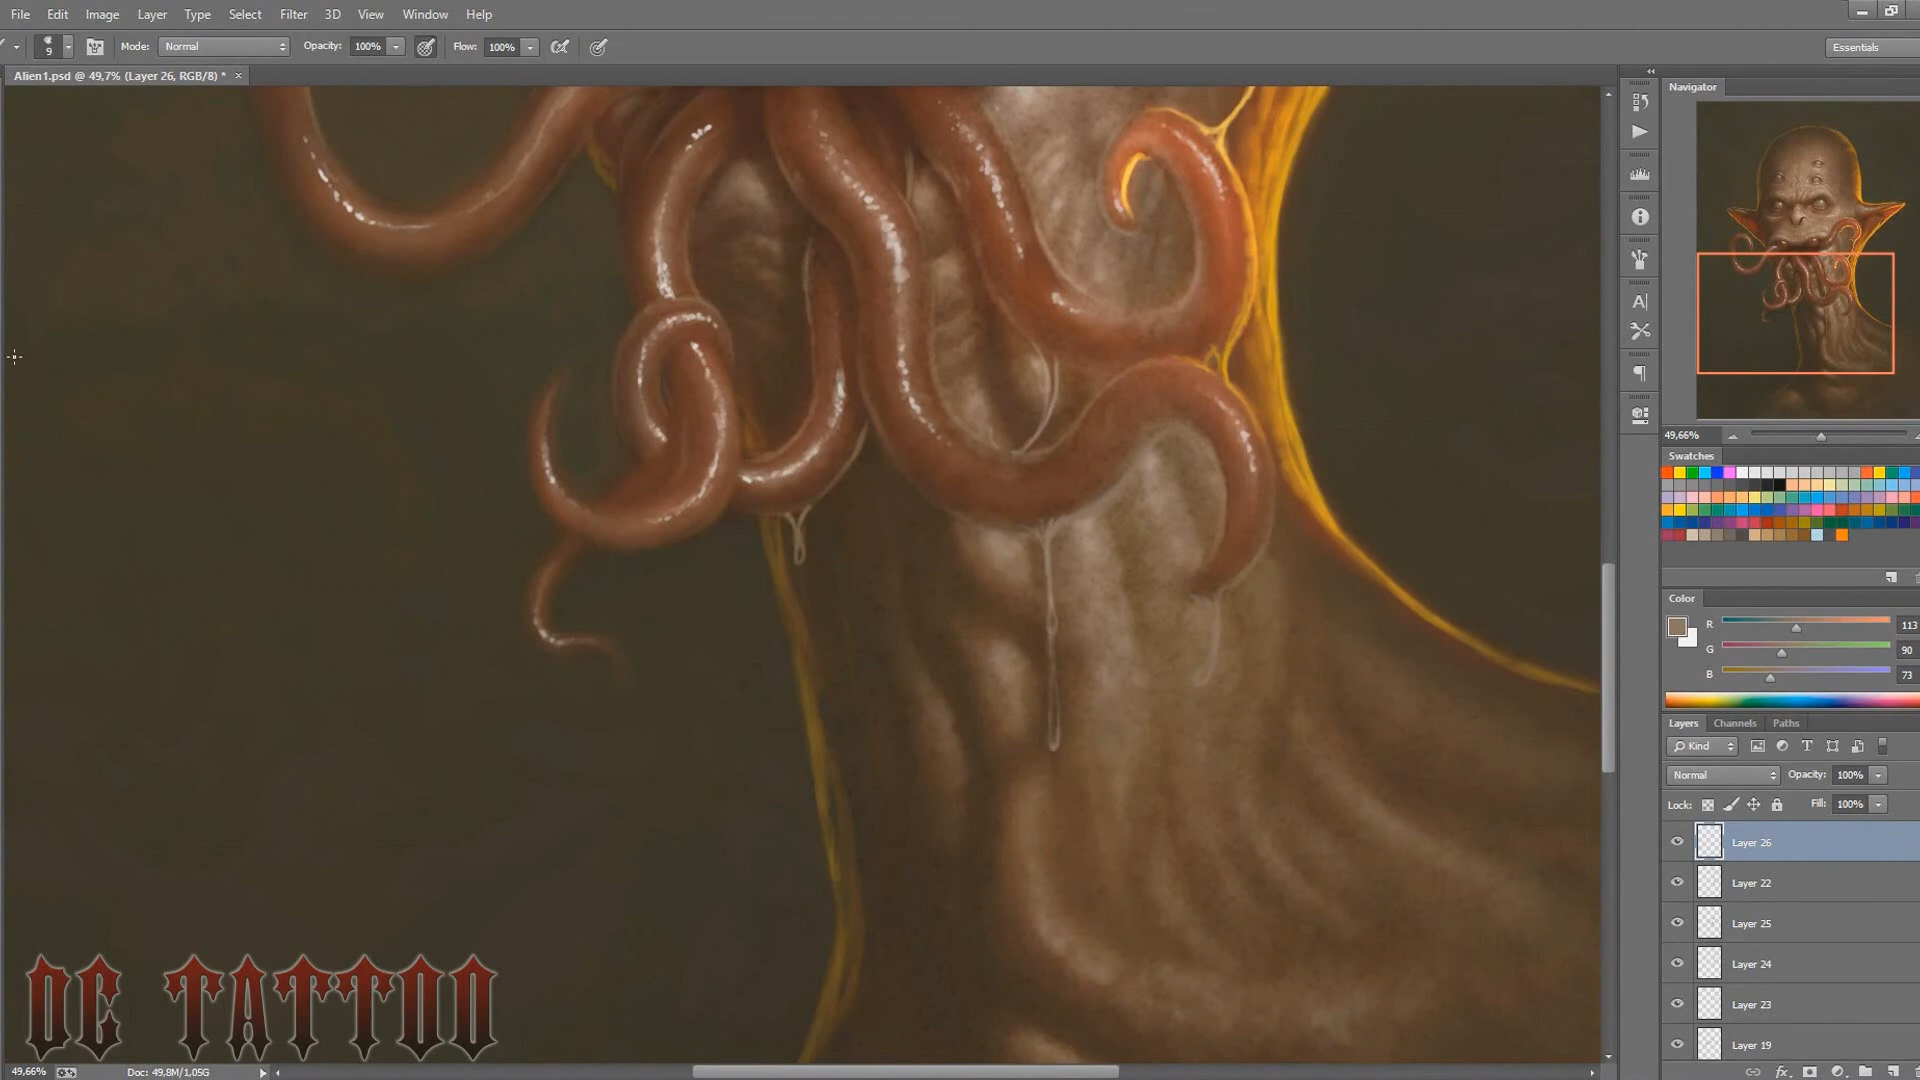 File Edit Image Layer Type Select Filter 3D View Window Help
9 Mode: Normal Opacity: 100% Flow: 100% Essentials
Alien1.psd @ 49,7% (Layer 26, RGB/8) * ×
Navigator
49,66%
Swatches
Color
R 113
G 90
B 73
Layers Channels Paths
Kind
Normal Opacity: 100%
Lock: Fill: 100%
Layer 26
Layer 22
Layer 25
Layer 24
Layer 23
Layer 19
DE TATTOO
49,66% Doc: 49,8M/1,05G